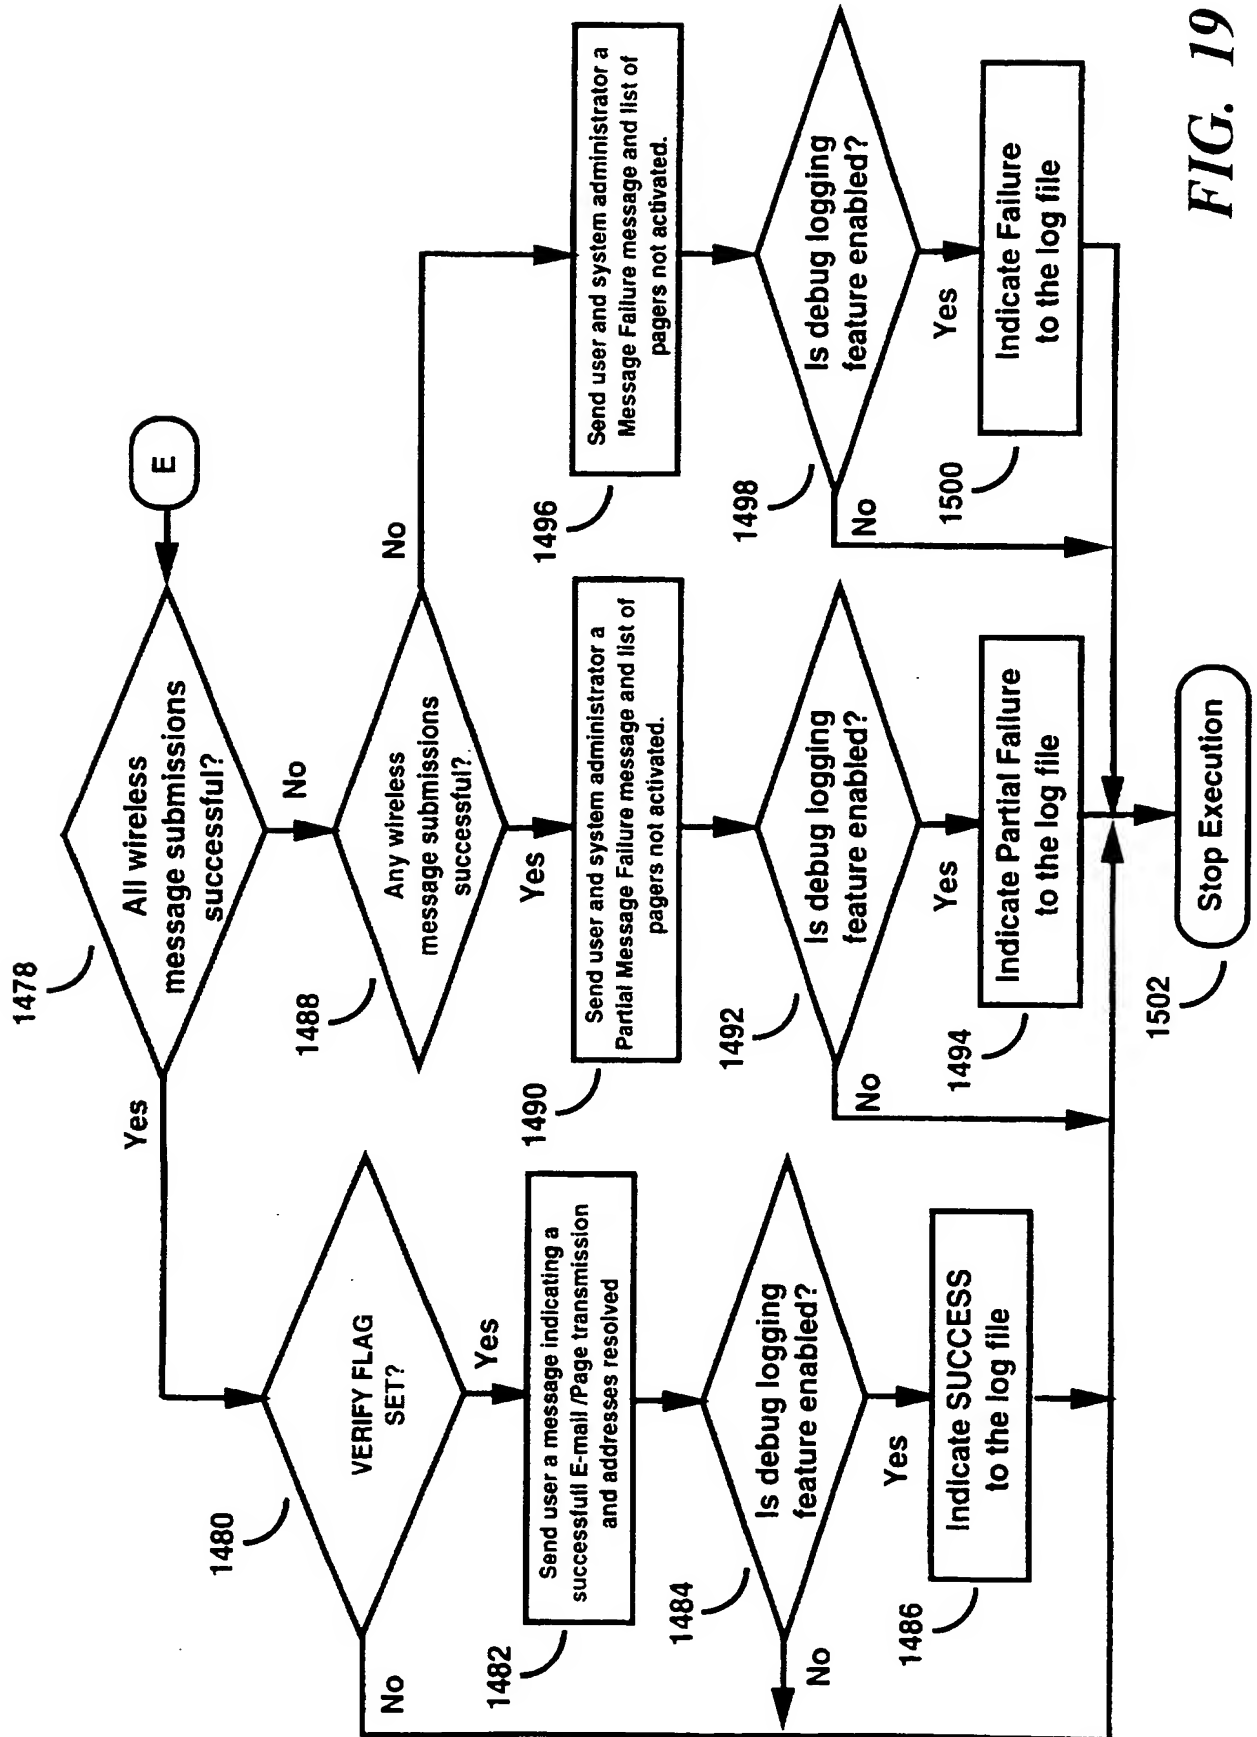 E
1478
All wireless
message submissions
successful?
Yes
No
1480
VERIFY FLAG
SET?
No
Yes
1482
Send user a message indicating a
successfull E-mail /Page transmission
and addresses resolved
1484
Is debug logging
feature enabled?
No
Yes
1486
Indicate SUCCESS
to the log file
1488
Any wireless
message submissions
successful?
Yes
No
1490
Send user and system administrator a
Partial Message Failure message and list of
pagers not activated.
1492
Is debug logging
feature enabled?
No
Yes
1494
Indicate Partial Failure
to the log file
1496
Send user and system administrator a
Message Failure message and list of
pagers not activated.
1498
Is debug logging
feature enabled?
No
Yes
1500
Indicate Failure
to the log file
1502
Stop Execution
FIG. 19